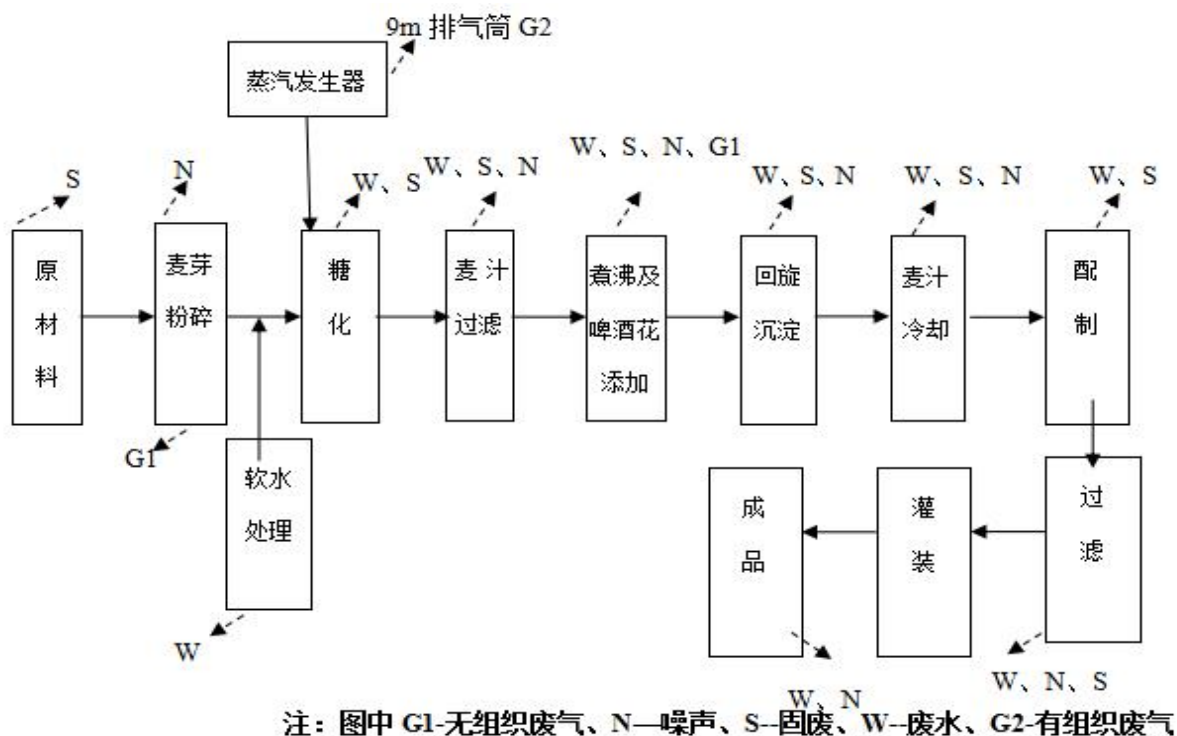 9m 排气筒 G2
蒸汽发生器
W、S、N、G1
W、S、N
W、S
N
S
W、S、N
W、S、N
W、S
原
材
料
麦芽
粉碎
糖
化
麦 汁
过滤
煮沸及
啤酒花
添加
回旋
沉淀
麦汁
冷却
配
制
G1
软水
处理
W
成
品
灌
装
过
滤
W、N
W、N、S
注：图中 G1-无组织废气、N—噪声、S--固废、W--废水、G2-有组织废气